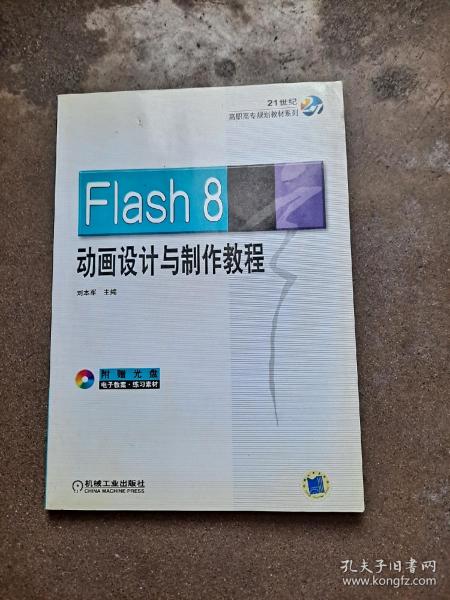 21世纪
高职高专规划教材系列
21
Flash 8
动画设计与制作教程
刘本军 主编
附赠光盘
电子教案·练习素材
机械工业出版社
CHINA MACHINE PRESS
孔夫子旧书网
www.kongfz.com